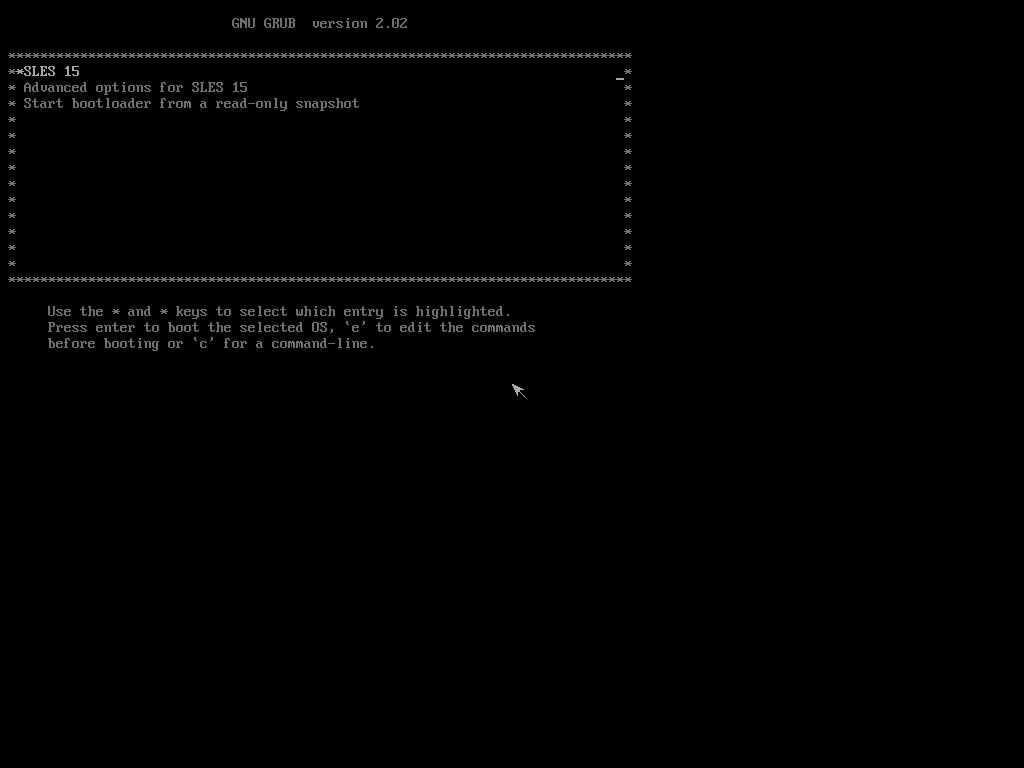 GNU GRUB  version 2.02
*******************************************************************************
**SLES 15 _*
* Advanced options for SLES 15 *
* Start bootloader from a read-only snapshot *
* *
* *
* *
* *
* *
* *
* *
* *
* *
* *
*******************************************************************************
Use the * and * keys to select which entry is highlighted.
Press enter to boot the selected OS, `e' to edit the commands
before booting or `c' for a command-line.